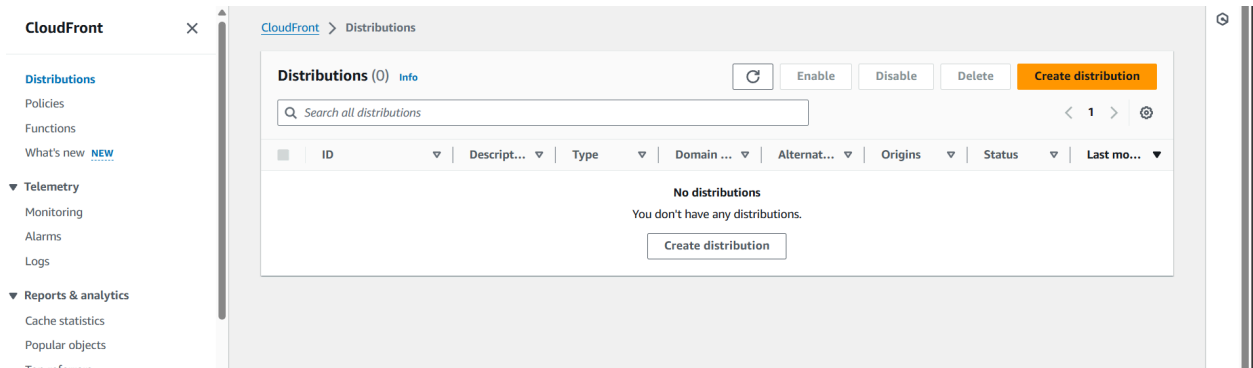 CloudFront
Distributions
Policies
Functions
What's new NEW
Telemetry
Monitoring
Alarms
Logs
Reports & analytics
Cache statistics
Popular objects
CloudFront > Distributions
Distributions (0) Info
Enable Disable Delete Create distribution
Search all distributions
1
ID Descript... Type Domain ... Alternat... Origins Status Last mo...
No distributions
You don't have any distributions.
Create distribution